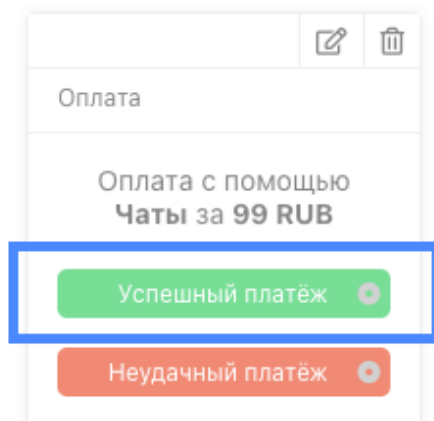 Оплата
Оплата с помощью
Чаты за 99 RUB
Успешный платёж
Неудачный платёж